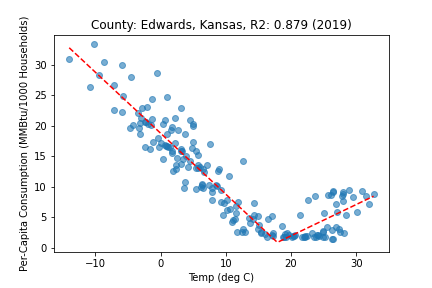 County: Edwards, Kansas, R2: 0.879 (2019)
Per-Capita Consumption (MMBtu/1000 Households)
30
25
20
15
10
5
0
−10 0 10 20 30
Temp (deg C)